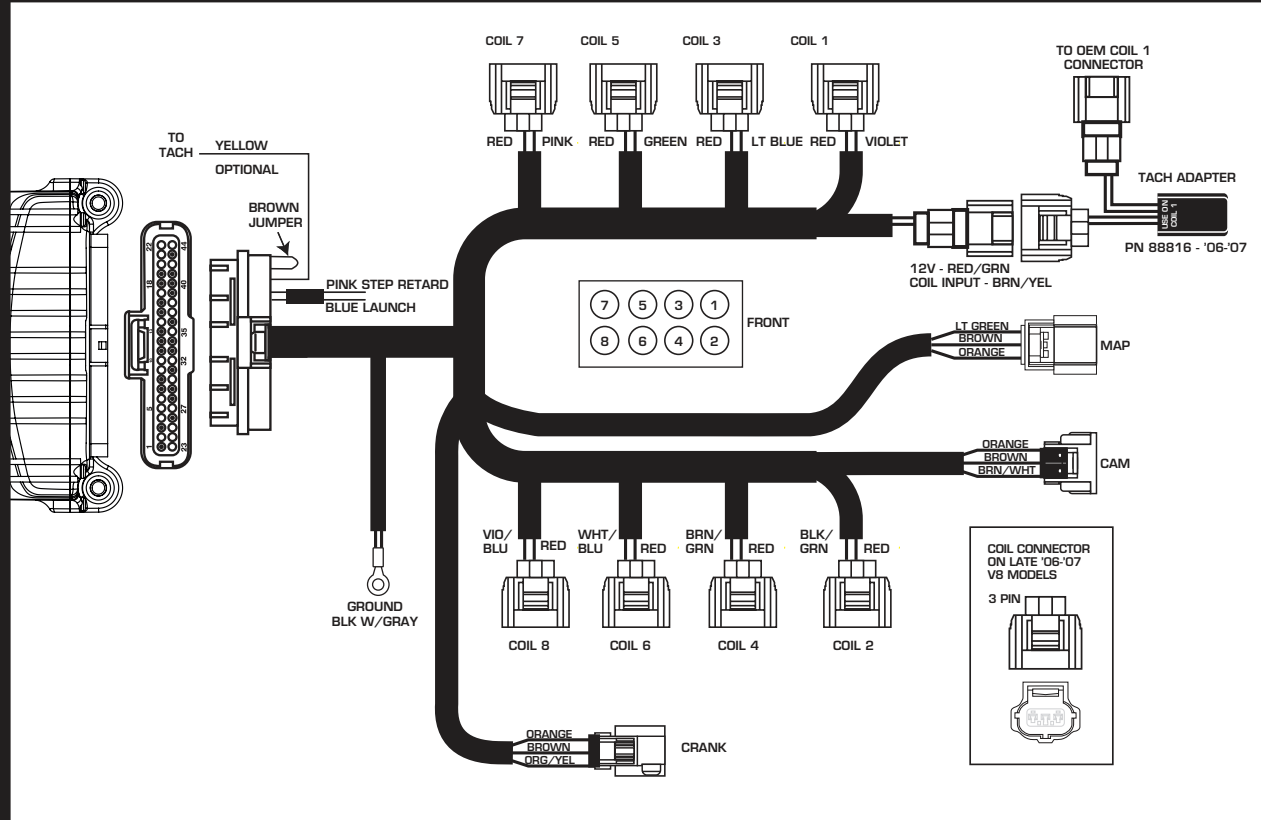 COIL 7
COIL 5
COIL 3
COIL 1
TO OEM COIL 1
CONNECTOR
TO
TACH
YELLOW
OPTIONAL
RED
PINK
RED
GREEN
RED
LT BLUE
RED
VIOLET
TACH ADAPTER
USE ON
COIL 1
PN 88816 - '06-'07
BROWN
JUMPER
12V - RED/GRN
COIL INPUT - BRN/YEL
PINK STEP RETARD
BLUE LAUNCH
22
44
18
40
35
32
5
27
1
23
7 5 3 1
8 6 4 2
FRONT
LT GREEN
BROWN
ORANGE
MAP
ORANGE
BROWN
BRN/WHT
CAM
VIO/
BLU
RED
WHT/
BLU
RED
BRN/
GRN
RED
BLK/
GRN
RED
GROUND
BLK W/GRAY
COIL 8
COIL 6
COIL 4
COIL 2
COIL CONNECTOR
ON LATE '06-'07
V8 MODELS
3 PIN
ORANGE
BROWN
ORG/YEL
CRANK